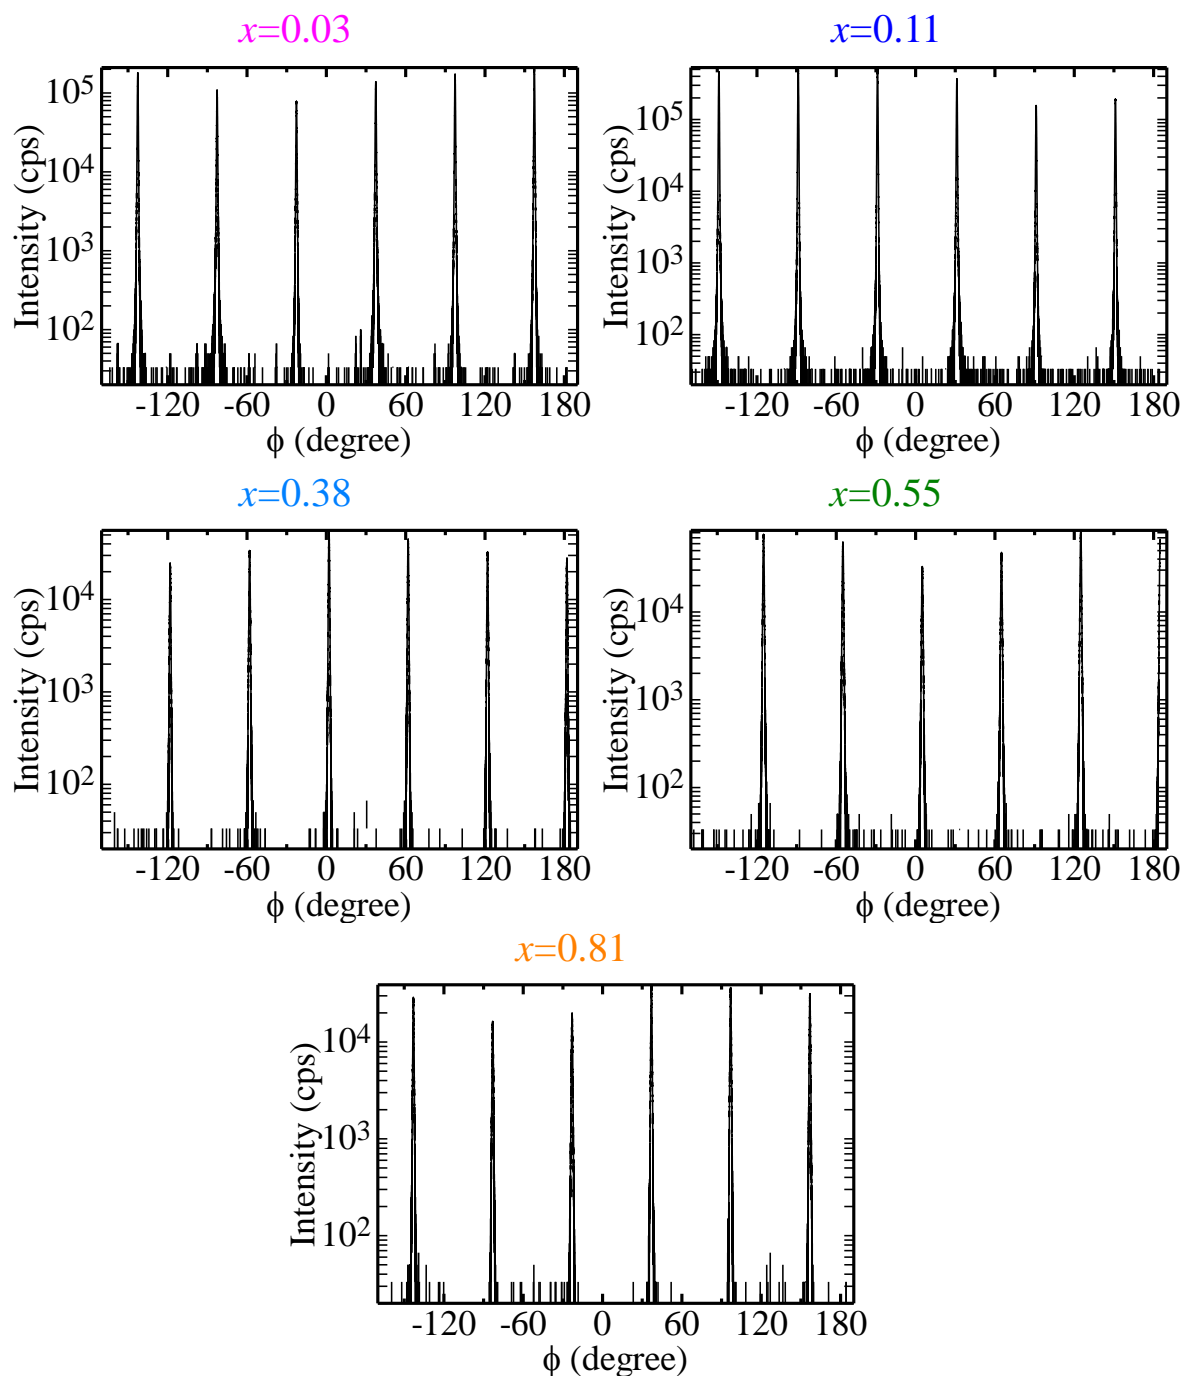 x=0.03
x=0.11
10^5
10^4
10^3
10^2
Intensity (cps)
-120 -60 0 60 120 180
ϕ (degree)
10^5
10^4
10^3
10^2
Intensity (cps)
-120 -60 0 60 120 180
ϕ (degree)
x=0.38
x=0.55
10^4
10^3
10^2
Intensity (cps)
-120 -60 0 60 120 180
ϕ (degree)
10^4
10^3
10^2
Intensity (cps)
-120 -60 0 60 120 180
ϕ (degree)
x=0.81
10^4
10^3
10^2
Intensity (cps)
-120 -60 0 60 120 180
ϕ (degree)